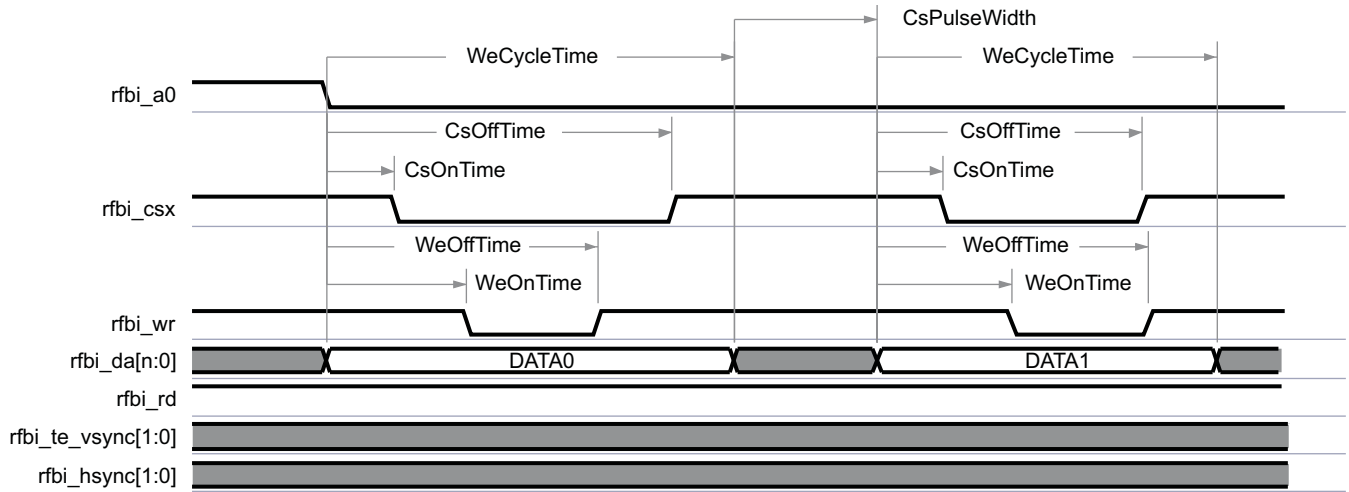 CsPulseWidth
WeCycleTime WeCycleTime
rfbi_a0
CsOffTime CsOffTime
CsOnTime CsOnTime
rfbi_csx
WeOffTime WeOffTime
WeOnTime WeOnTime
rfbi_wr
rfbi_da[n:0] DATA0 DATA1
rfbi_rd
rfbi_te_vsync[1:0]
rfbi_hsync[1:0]